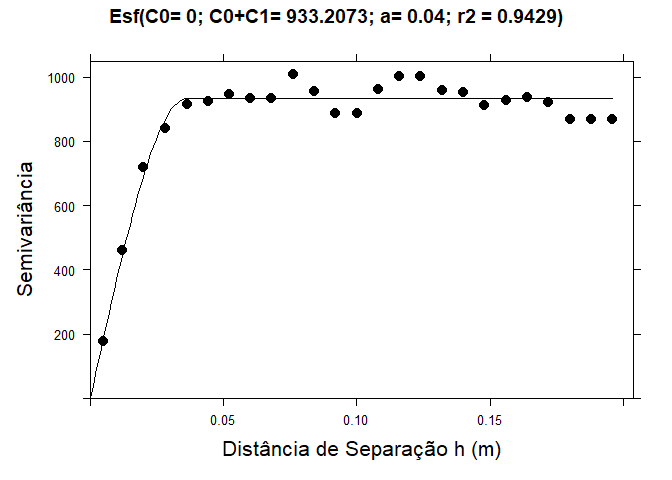 Esf(C0= 0; C0+C1= 933.2073; a= 0.04; r2 = 0.9429)
1000
800
600
400
200
Semivariância
0.05 0.10 0.15
Distância de Separação h (m)